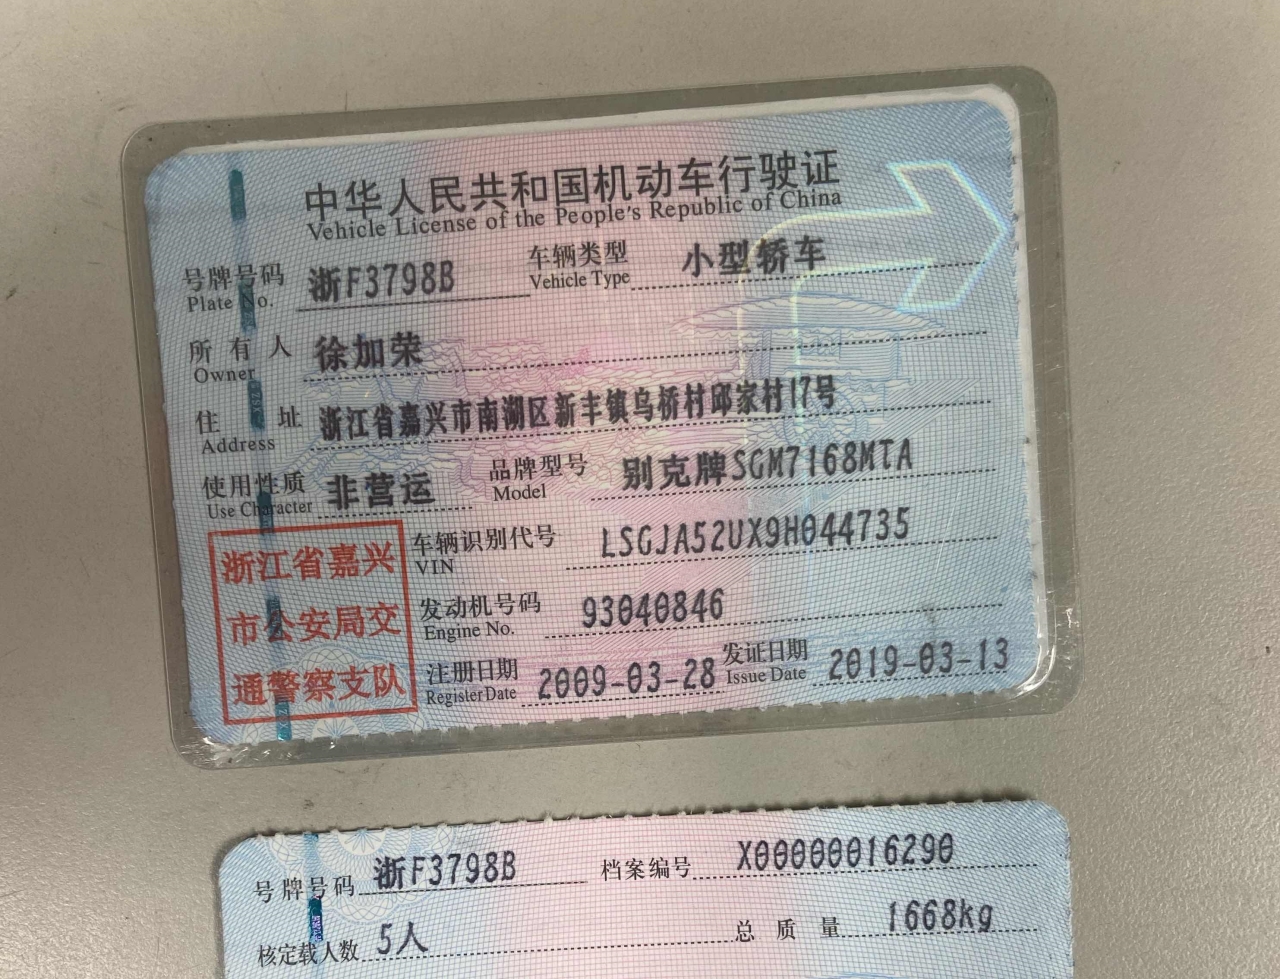 中华人民共和国机动车行驶证
Vehicle License of the People's Republic of China
号牌号码 浙F3798B 车辆类型 小型轿车
Plate No. Vehicle Type
所有人 徐加荣
Owner
住址 浙江省嘉兴市南湖区新丰镇乌桥村邱家村17号
Address
使用性质 非营运 品牌型号 别克牌SGM7168MTA
Use Character Model
浙江省嘉兴
市公安局交
通警察支队
车辆识别代号 LSGJA52UX9H044735
VIN
发动机号码 93040846
Engine No.
注册日期 2009-03-28 发证日期 2019-03-13
Register Date Issue Date
号牌号码 浙F3798B 档案编号 X00000016290
核定载人数 5人 总质量 1668kg